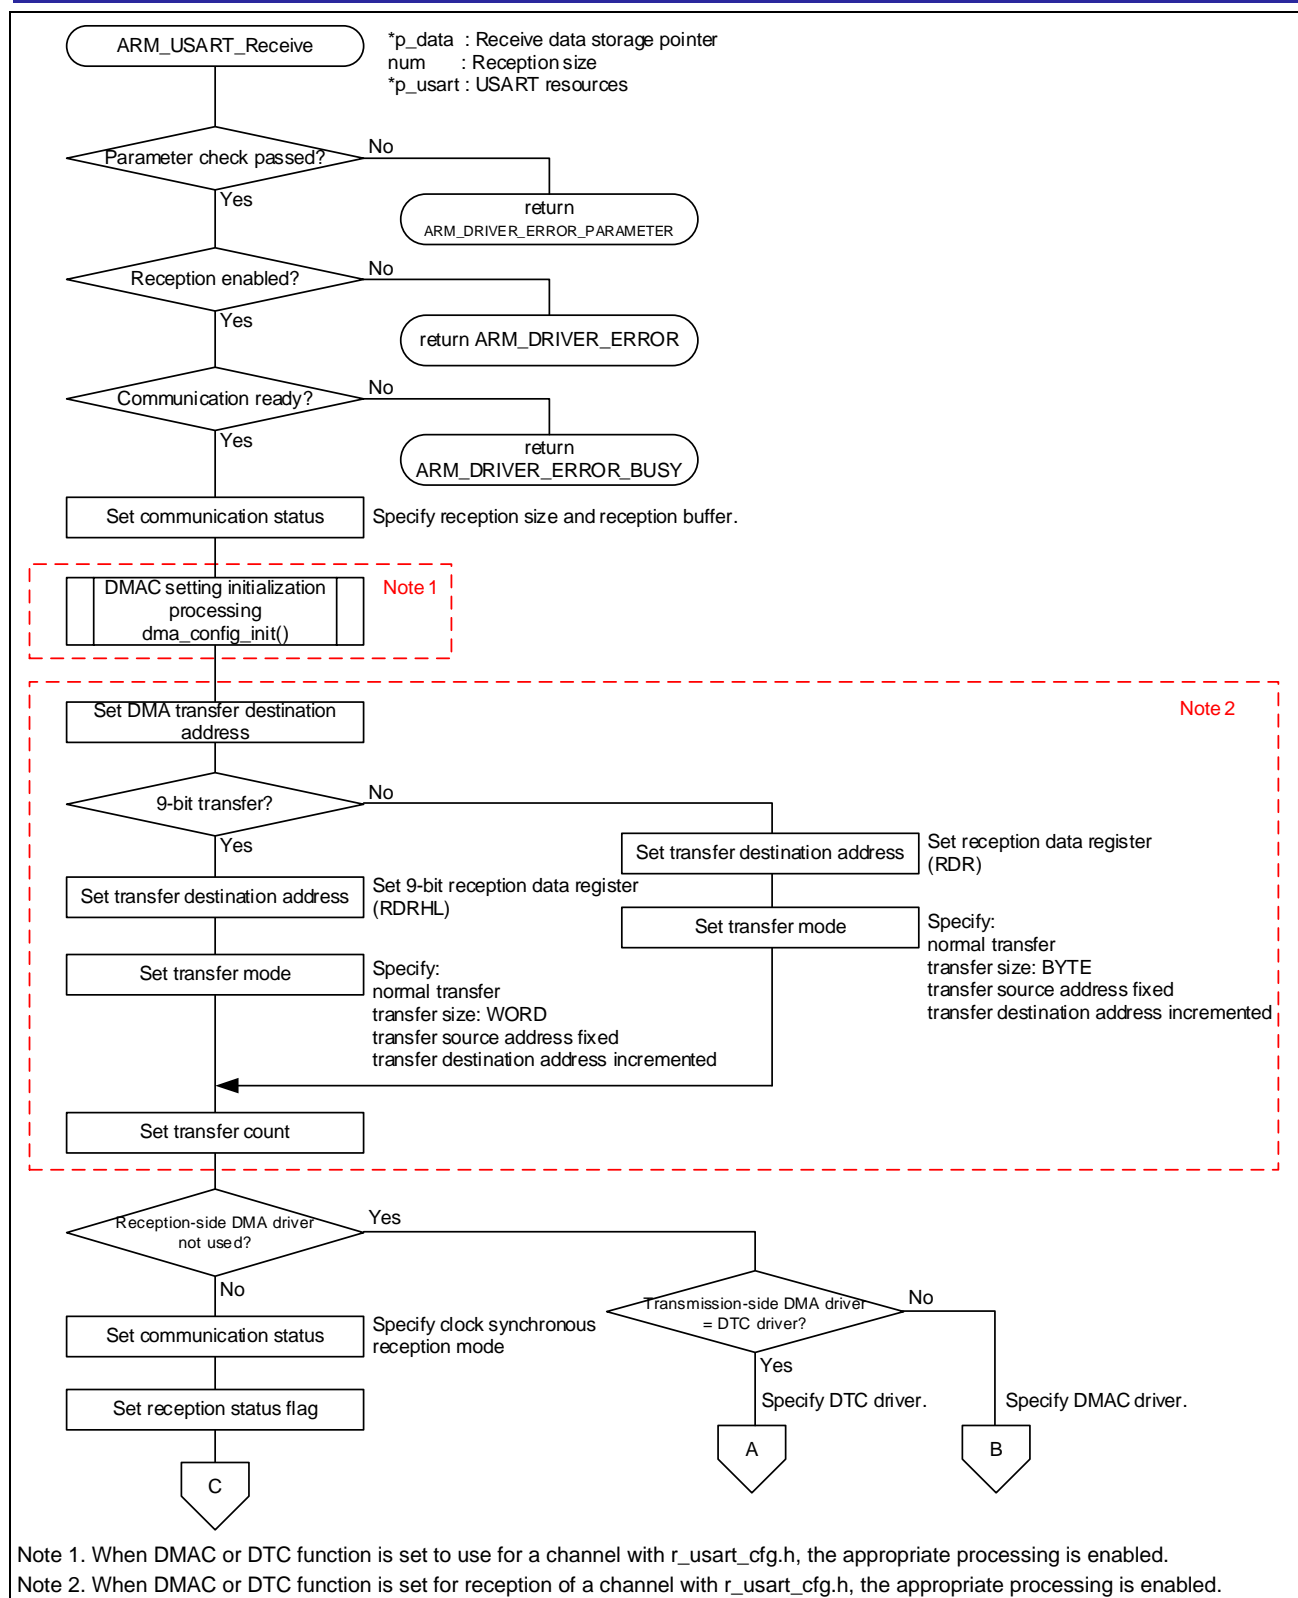 ARM_USART_Receive
*p_data : Receive data storage pointer
num : Reception size
*p_usart : USART resources
Parameter check passed?
No
Yes
return
ARM_DRIVER_ERROR_PARAMETER
Reception enabled?
No
Yes
return ARM_DRIVER_ERROR
Communication ready?
No
Yes
return
ARM_DRIVER_ERROR_BUSY
Set communication status
Specify reception size and reception buffer.
DMAC setting initialization
processing
dma_config_init()
Note 1
Set DMA transfer destination
address
Note 2
9-bit transfer?
No
Yes
Set transfer destination address
Set reception data register
(RDR)
Set transfer destination address
Set 9-bit reception data register
(RDRHL)
Set transfer mode
Specify:
normal transfer
transfer size: BYTE
transfer source address fixed
transfer destination address incremented
Set transfer mode
Specify:
normal transfer
transfer size: WORD
transfer source address fixed
transfer destination address incremented
Set transfer count
Reception-side DMA driver
not used?
Yes
No
Transmission-side DMA driver
= DTC driver?
No
Yes
Set communication status
Specify clock synchronous
reception mode
Set reception status flag
Specify DTC driver.
Specify DMAC driver.
A
B
C
Note 1. When DMAC or DTC function is set to use for a channel with r_usart_cfg.h, the appropriate processing is enabled.
Note 2. When DMAC or DTC function is set for reception of a channel with r_usart_cfg.h, the appropriate processing is enabled.